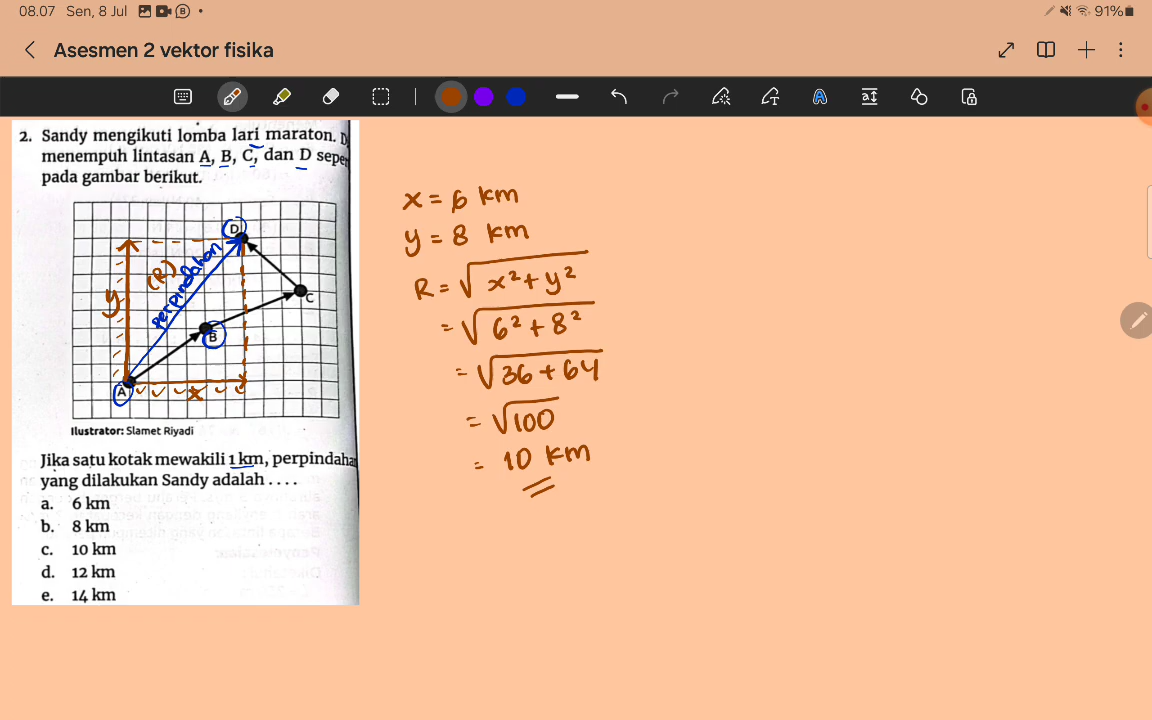 08.07 Sen, 8 Jul
91%
Asesmen 2 vektor fisika
2. Sandy mengikuti lomba lari maraton. D
menempuh lintasan A, B, C, dan D sepe
pada gambar berikut.
D
(R)
perpindahan
y
C
B
A
x
Ilustrator: Slamet Riyadi
Jika satu kotak mewakili 1 km, perpindaha
yang dilakukan Sandy adalah . . . .
a. 6 km
b. 8 km
c. 10 km
d. 12 km
e. 14 km
x = 6 km
y = 8 km
R = √x² + y²
= √6² + 8²
= √36 + 64
= √100
= 10 km